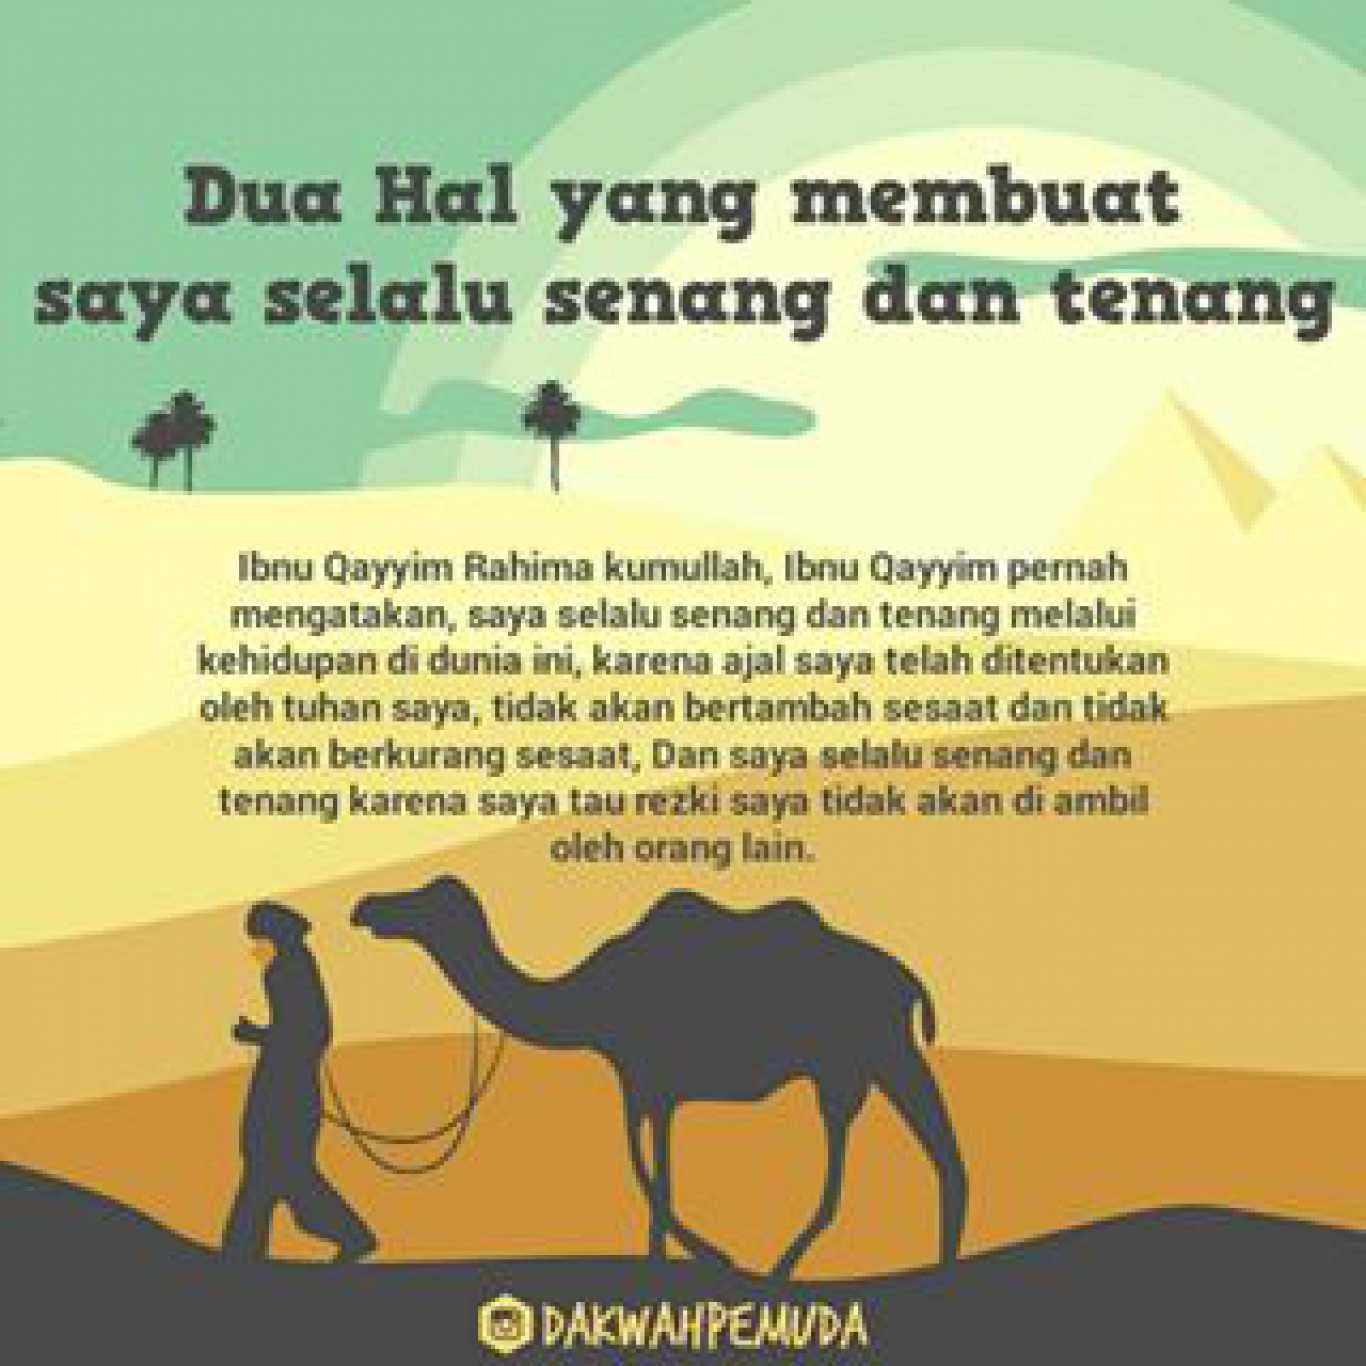 Dua Hal yang membuat
saya selalu senang dan tenang
Ibnu Qayyim Rahima kumullah, Ibnu Qayyim pernah
mengatakan, saya selalu senang dan tenang melalui
kehidupan di dunia ini, karena ajal saya telah ditentukan
oleh tuhan saya, tidak akan bertambah sesaat dan tidak
akan berkurang sesaat, Dan saya selalu senang dan
tenang karena saya tau rezki saya tidak akan di ambil
oleh orang lain.
DAKWAHPEMUDA